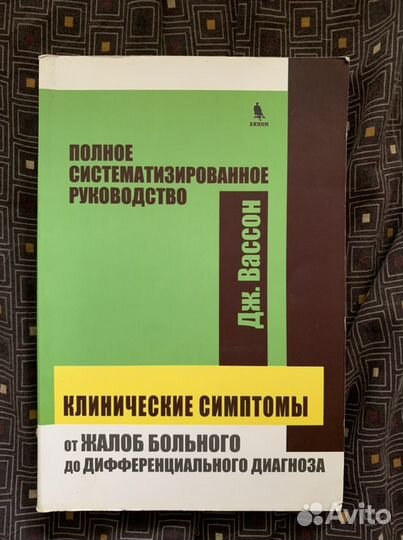 БИНОМ
ПОЛНОЕ
СИСТЕМАТИЗИРОВАННОЕ
РУКОВОДСТВО
Дж. Вассон
КЛИНИЧЕСКИЕ СИМПТОМЫ
от ЖАЛОБ БОЛЬНОГО
до ДИФФЕРЕНЦИАЛЬНОГО ДИАГНОЗА
Avito